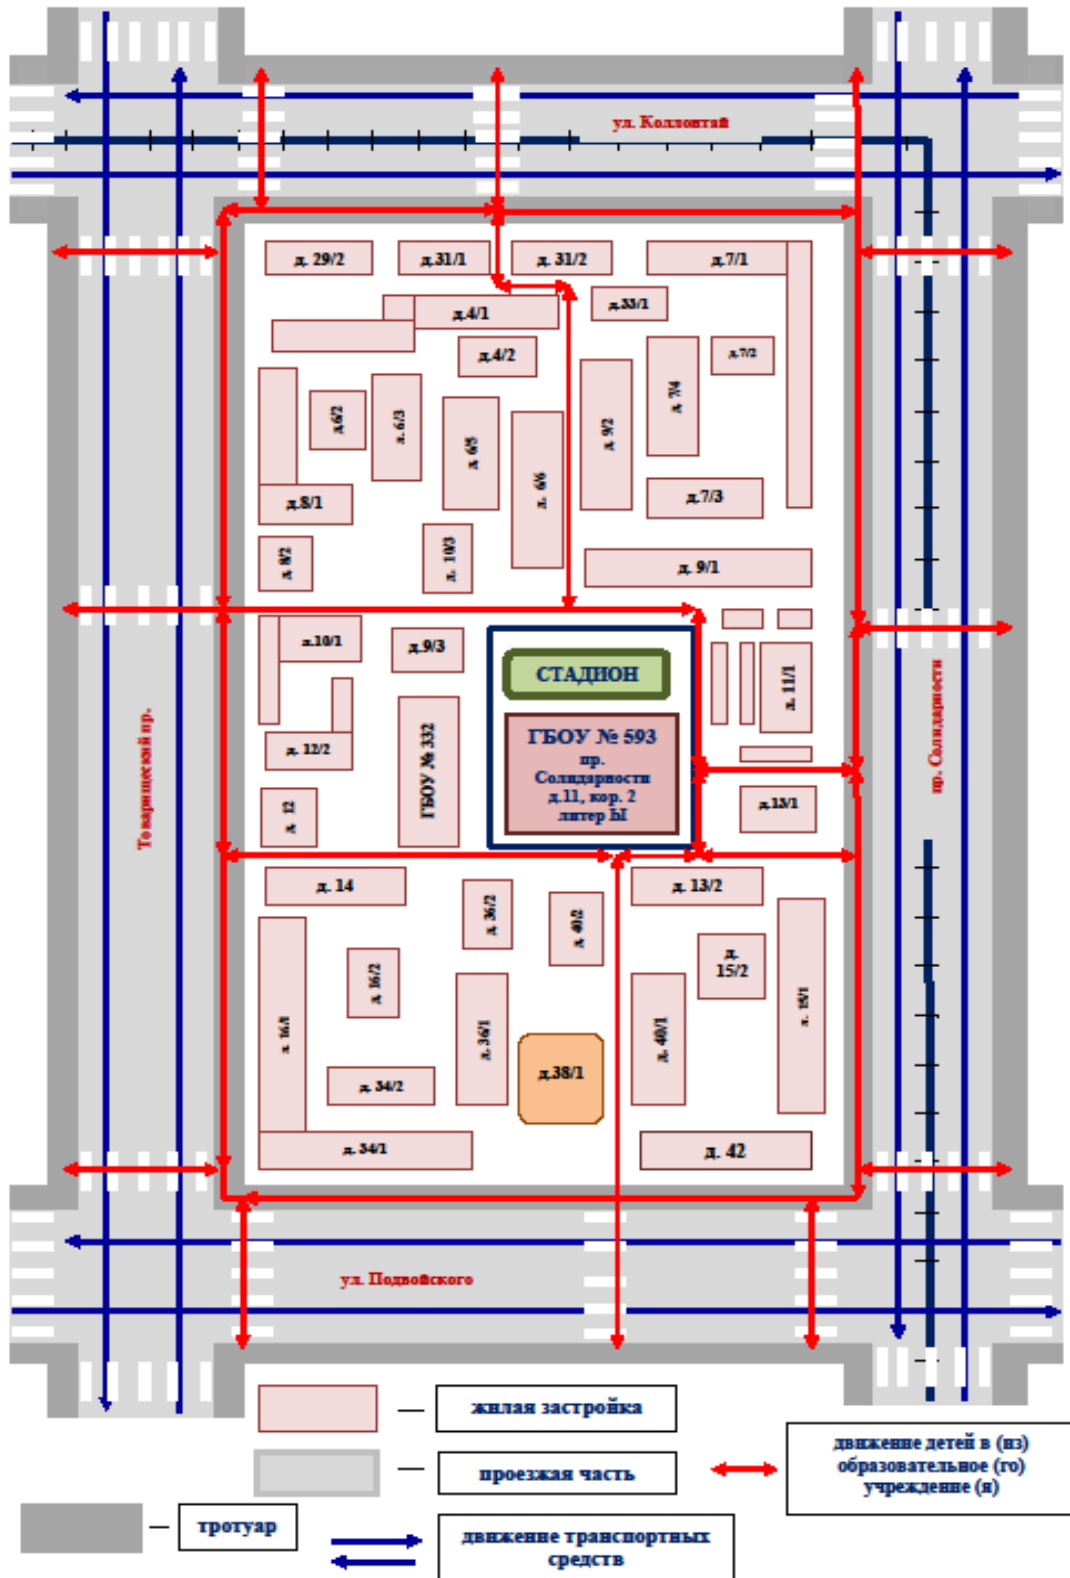 ул. Коллонтай
д. 29/2
д.31/1
д. 31/2
д.7/1
д.33/1
д.4/1
д.4/2
д.7/2
д. 7/4
д.6/2
д. 6/3
д. 6/5
д. 6/6
д. 9/2
д.7/3
д.8/1
д. 8/2
д. 10/3
д. 9/1
д.10/1
д.9/3
СТАДИОН
д. 11/1
Товарищеский пр.
пр. Солидарности
д. 12/2
ГБОУ № 332
ГБОУ № 593
пр.
Солидарности
д.11, кор. 2
литер Ы
д. 12
д.13/1
д. 14
д. 36/2
д. 40/2
д. 13/2
д. 16/2
д.
15/2
д. 16/1
д. 36/1
д.38/1
д. 40/1
д. 15/1
д. 34/2
д. 34/1
д. 42
ул. Подвойского
— жилая застройка
— проезжая часть
движение детей в (из)
образовательное (го)
учреждение (я)
— тротуар
движение транспортных
средств